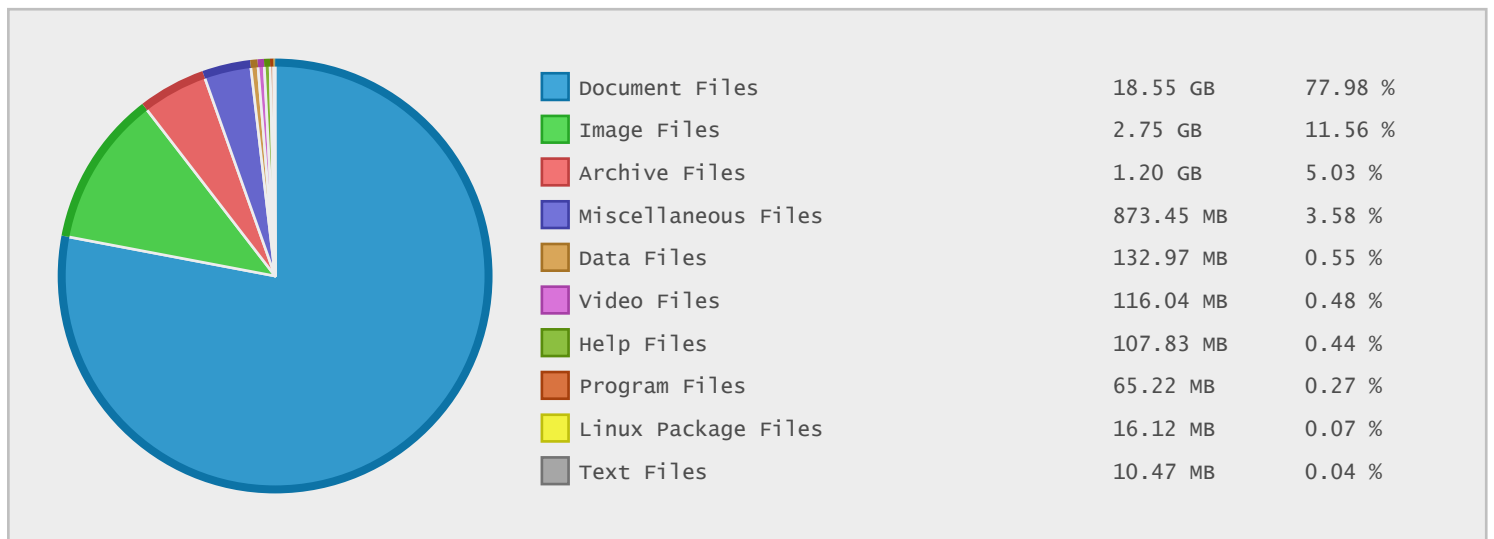 Document Files 18.55 GB 77.98 %
Image Files 2.75 GB 11.56 %
Archive Files 1.20 GB 5.03 %
Miscellaneous Files 873.45 MB 3.58 %
Data Files 132.97 MB 0.55 %
Video Files 116.04 MB 0.48 %
Help Files 107.83 MB 0.44 %
Program Files 65.22 MB 0.27 %
Linux Package Files 16.12 MB 0.07 %
Text Files 10.47 MB 0.04 %